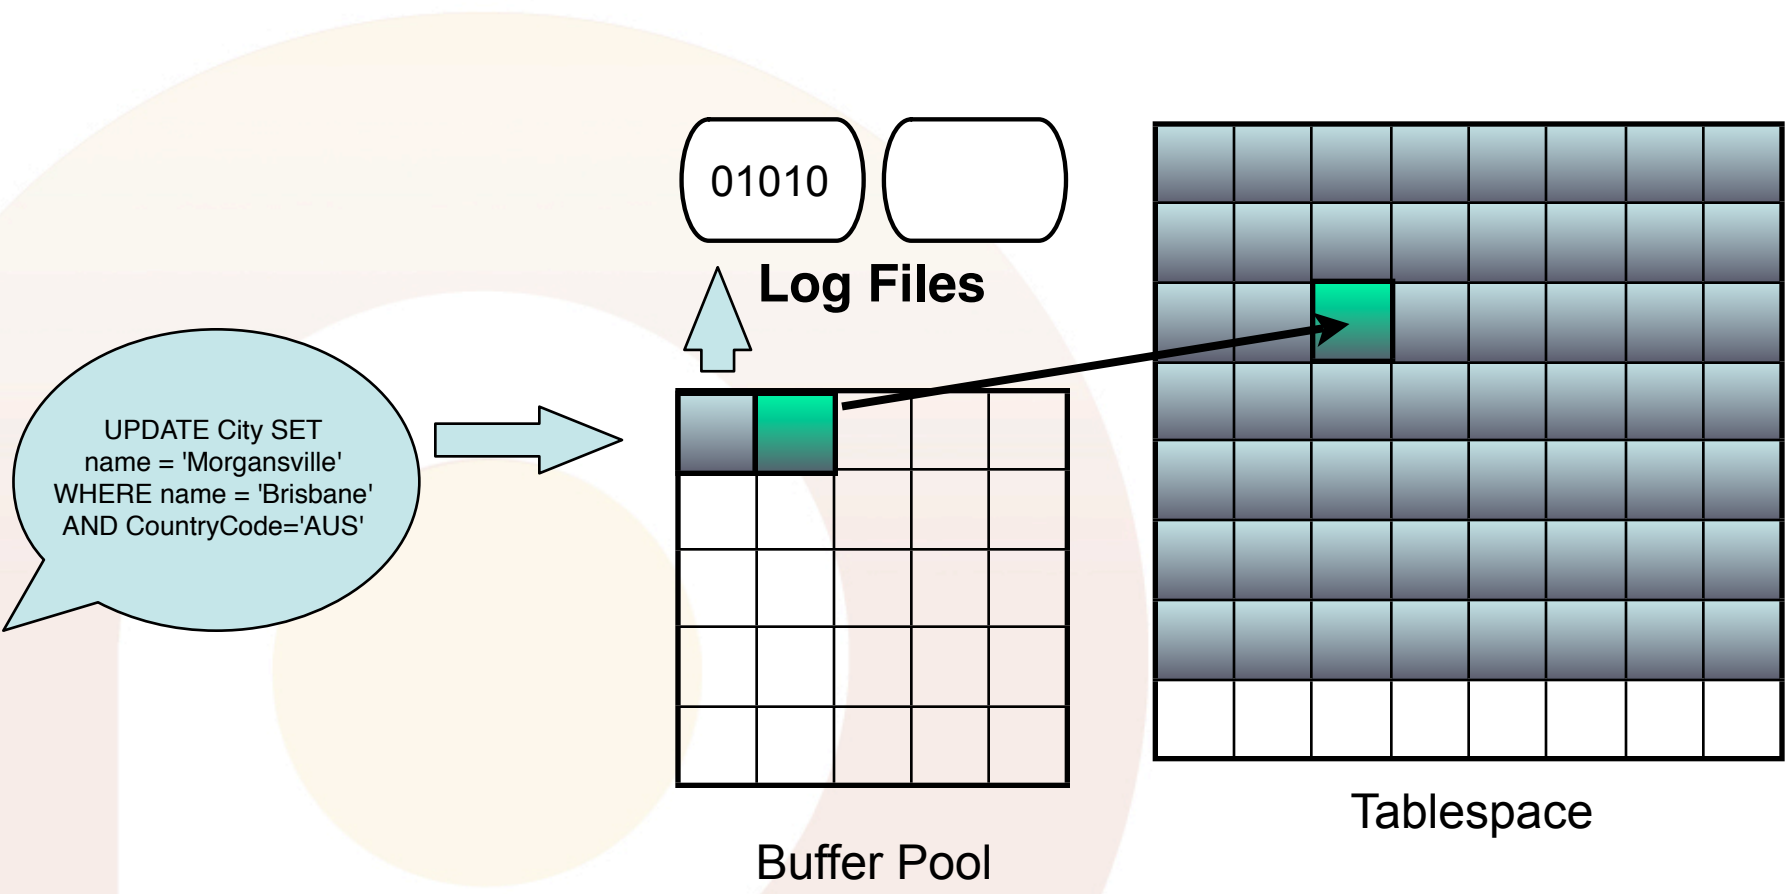 01010
Log Files
UPDATE City SET
name = 'Morgansville'
WHERE name = 'Brisbane'
AND CountryCode='AUS'
Tablespace
Buffer Pool